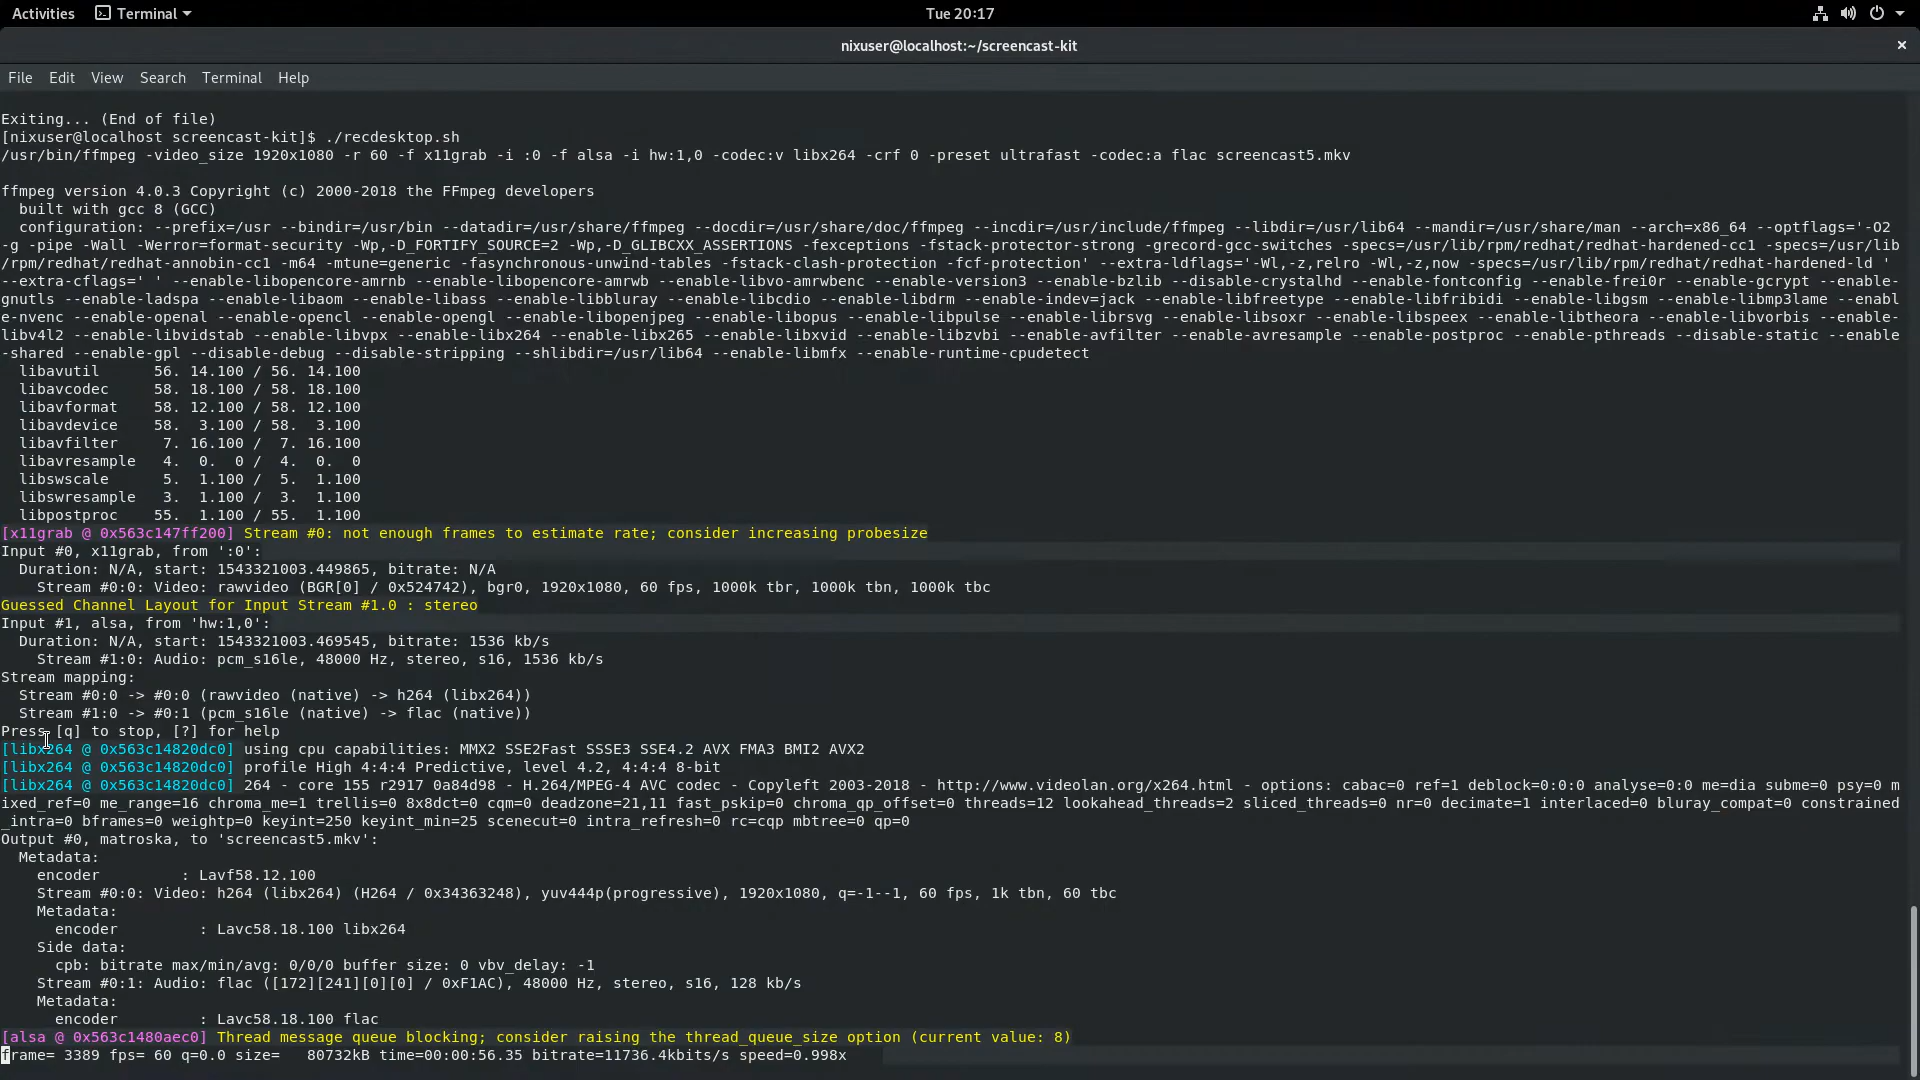 Activities Terminal Tue 20:17
nixuser@localhost:~/screencast-kit
File Edit View Search Terminal Help
Exiting... (End of file)
[nixuser@localhost screencast-kit]$ ./recdesktop.sh
/usr/bin/ffmpeg -video_size 1920x1080 -r 60 -f x11grab -i :0 -f alsa -i hw:1,0 -codec:v libx264 -crf 0 -preset ultrafast -codec:a flac screencast5.mkv
ffmpeg version 4.0.3 Copyright (c) 2000-2018 the FFmpeg developers
  built with gcc 8 (GCC)
  configuration: --prefix=/usr --bindir=/usr/bin --datadir=/usr/share/ffmpeg --docdir=/usr/share/doc/ffmpeg --incdir=/usr/include/ffmpeg --libdir=/usr/lib64 --mandir=/usr/share/man --arch=x86_64 --optflags='-O2
-g -pipe -Wall -Werror=format-security -Wp,-D_FORTIFY_SOURCE=2 -Wp,-D_GLIBCXX_ASSERTIONS -fexceptions -fstack-protector-strong -grecord-gcc-switches -specs=/usr/lib/rpm/redhat/redhat-hardened-cc1 -specs=/usr/lib
/rpm/redhat/redhat-annobin-cc1 -m64 -mtune=generic -fasynchronous-unwind-tables -fstack-clash-protection -fcf-protection' --extra-ldflags='-Wl,-z,relro -Wl,-z,now -specs=/usr/lib/rpm/redhat/redhat-hardened-ld '
--extra-cflags=' ' --enable-libopencore-amrnb --enable-libopencore-amrwb --enable-libvo-amrwbenc --enable-version3 --enable-bzlib --disable-crystalhd --enable-fontconfig --enable-frei0r --enable-gcrypt --enable-
gnutls --enable-ladspa --enable-libaom --enable-libass --enable-libbluray --enable-libcdio --enable-libdrm --enable-indev=jack --enable-libfreetype --enable-libfribidi --enable-libgsm --enable-libmp3lame --enabl
e-nvenc --enable-openal --enable-opencl --enable-opengl --enable-libopenjpeg --enable-libopus --enable-libpulse --enable-librsvg --enable-libsoxr --enable-libspeex --enable-libtheora --enable-libvorbis --enable-
libv4l2 --enable-libvidstab --enable-libvpx --enable-libx264 --enable-libx265 --enable-libxvid --enable-libzvbi --enable-avfilter --enable-avresample --enable-postproc --enable-pthreads --disable-static --enable
-shared --enable-gpl --disable-debug --disable-stripping --shlibdir=/usr/lib64 --enable-libmfx --enable-runtime-cpudetect
  libavutil      56. 14.100 / 56. 14.100
  libavcodec     58. 18.100 / 58. 18.100
  libavformat    58. 12.100 / 58. 12.100
  libavdevice    58.  3.100 / 58.  3.100
  libavfilter     7. 16.100 /  7. 16.100
  libavresample   4.  0.  0 /  4.  0.  0
  libswscale      5.  1.100 /  5.  1.100
  libswresample   3.  1.100 /  3.  1.100
  libpostproc    55.  1.100 / 55.  1.100
[x11grab @ 0x563c147ff200] Stream #0: not enough frames to estimate rate; consider increasing probesize
Input #0, x11grab, from ':0':
  Duration: N/A, start: 1543321003.449865, bitrate: N/A
    Stream #0:0: Video: rawvideo (BGR[0] / 0x524742), bgr0, 1920x1080, 60 fps, 1000k tbr, 1000k tbn, 1000k tbc
Guessed Channel Layout for Input Stream #1.0 : stereo
Input #1, alsa, from 'hw:1,0':
  Duration: N/A, start: 1543321003.469545, bitrate: 1536 kb/s
    Stream #1:0: Audio: pcm_s16le, 48000 Hz, stereo, s16, 1536 kb/s
Stream mapping:
  Stream #0:0 -> #0:0 (rawvideo (native) -> h264 (libx264))
  Stream #1:0 -> #0:1 (pcm_s16le (native) -> flac (native))
Press [q] to stop, [?] for help
[libx264 @ 0x563c14820dc0] using cpu capabilities: MMX2 SSE2Fast SSSE3 SSE4.2 AVX FMA3 BMI2 AVX2
[libx264 @ 0x563c14820dc0] profile High 4:4:4 Predictive, level 4.2, 4:4:4 8-bit
[libx264 @ 0x563c14820dc0] 264 - core 155 r2917 0a84d98 - H.264/MPEG-4 AVC codec - Copyleft 2003-2018 - http://www.videolan.org/x264.html - options: cabac=0 ref=1 deblock=0:0:0 analyse=0:0 me=dia subme=0 psy=0 m
ixed_ref=0 me_range=16 chroma_me=1 trellis=0 8x8dct=0 cqm=0 deadzone=21,11 fast_pskip=0 chroma_qp_offset=0 threads=12 lookahead_threads=2 sliced_threads=0 nr=0 decimate=1 interlaced=0 bluray_compat=0 constrained
_intra=0 bframes=0 weightp=0 keyint=250 keyint_min=25 scenecut=0 intra_refresh=0 rc=cqp mbtree=0 qp=0
Output #0, matroska, to 'screencast5.mkv':
  Metadata:
    encoder         : Lavf58.12.100
    Stream #0:0: Video: h264 (libx264) (H264 / 0x34363248), yuv444p(progressive), 1920x1080, q=-1--1, 60 fps, 1k tbn, 60 tbc
    Metadata:
      encoder         : Lavc58.18.100 libx264
    Side data:
      cpb: bitrate max/min/avg: 0/0/0 buffer size: 0 vbv_delay: -1
    Stream #0:1: Audio: flac ([172][241][0][0] / 0xF1AC), 48000 Hz, stereo, s16, 128 kb/s
    Metadata:
      encoder         : Lavc58.18.100 flac
[alsa @ 0x563c1480aec0] Thread message queue blocking; consider raising the thread_queue_size option (current value: 8)
frame= 3389 fps= 60 q=0.0 size=   80732kB time=00:00:56.35 bitrate=11736.4kbits/s speed=0.998x